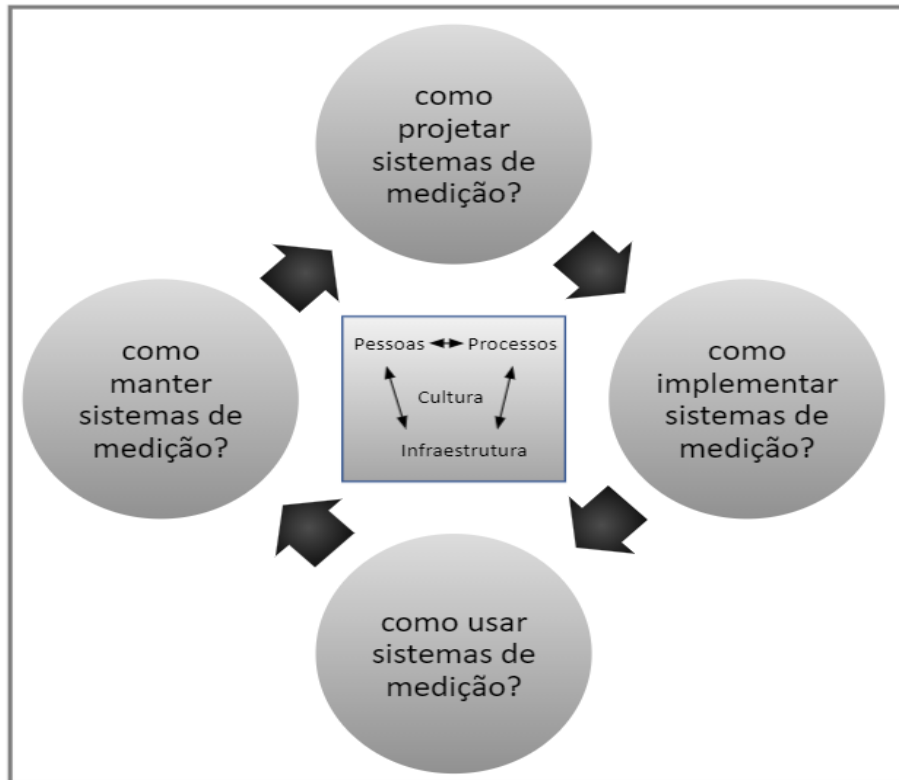 como
projetar
sistemas de
medição?
como
manter
sistemas de
medição?
Pessoas Processos
Cultura
Infraestrutura
como
implementar
sistemas de
medição?
como usar
sistemas de
medição?